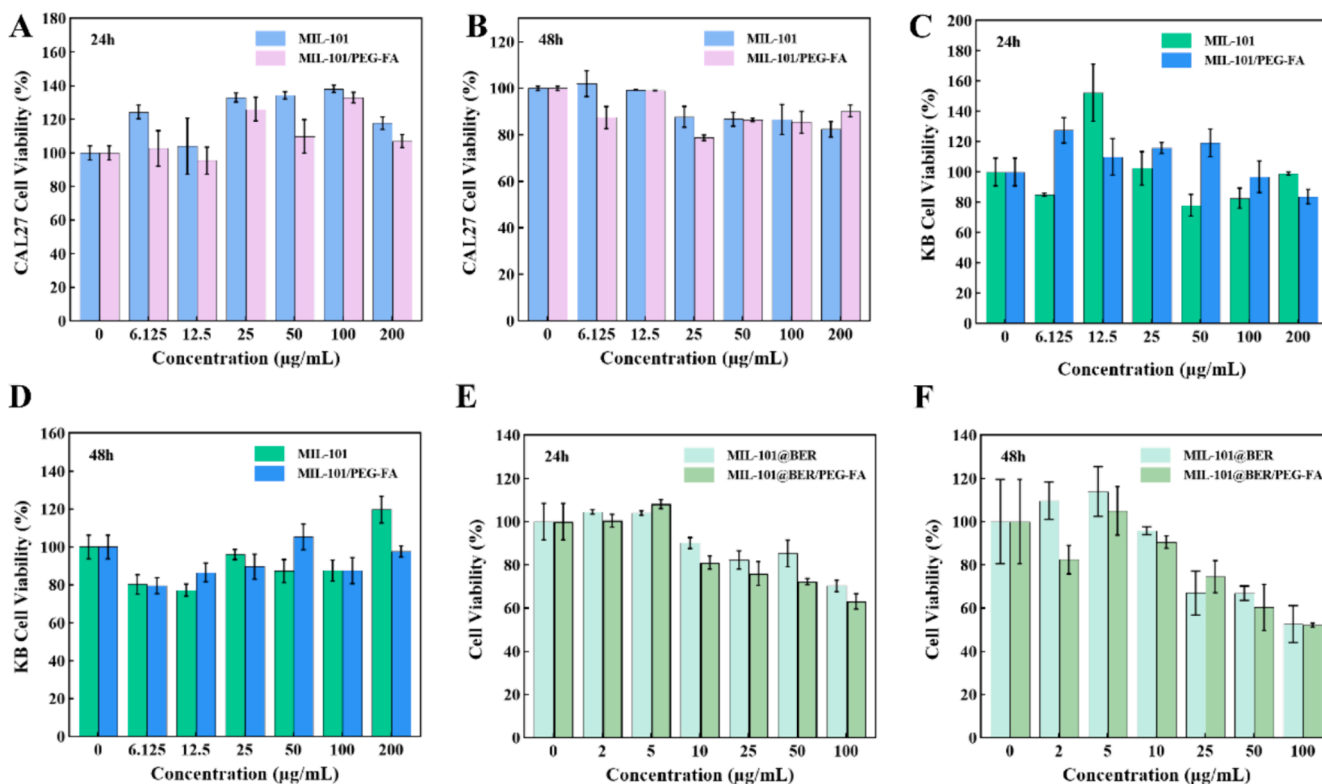 A
24h
MIL-101
MIL-101/PEG-FA
CAL27 Cell Viability (%)
180
160
140
120
100
80
60
40
20
0
0 6.125 12.5 25 50 100 200
Concentration (µg/mL)
B
48h
MIL-101
MIL-101/PEG-FA
CAL27 Cell Viability (%)
120
100
80
60
40
20
0
0 6.125 12.5 25 50 100 200
Concentration (µg/mL)
C
24h
MIL-101
MIL-101/PEG-FA
KB Cell Viability (%)
200
180
160
140
120
100
80
60
40
20
0
0 6.125 12.5 25 50 100 200
Concentration (µg/mL)
D
48h
MIL-101
MIL-101/PEG-FA
KB Cell Viability (%)
160
140
120
100
80
60
40
20
0
0 6.125 12.5 25 50 100 200
Concentration (µg/mL)
E
24h
MIL-101@BER
MIL-101@BER/PEG-FA
Cell Viability (%)
140
120
100
80
60
40
20
0
0 2 5 10 25 50 100
Concentration (µg/mL)
F
48h
MIL-101@BER
MIL-101@BER/PEG-FA
Cell Viability (%)
140
120
100
80
60
40
20
0
0 2 5 10 25 50 100
Concentration (µg/mL)